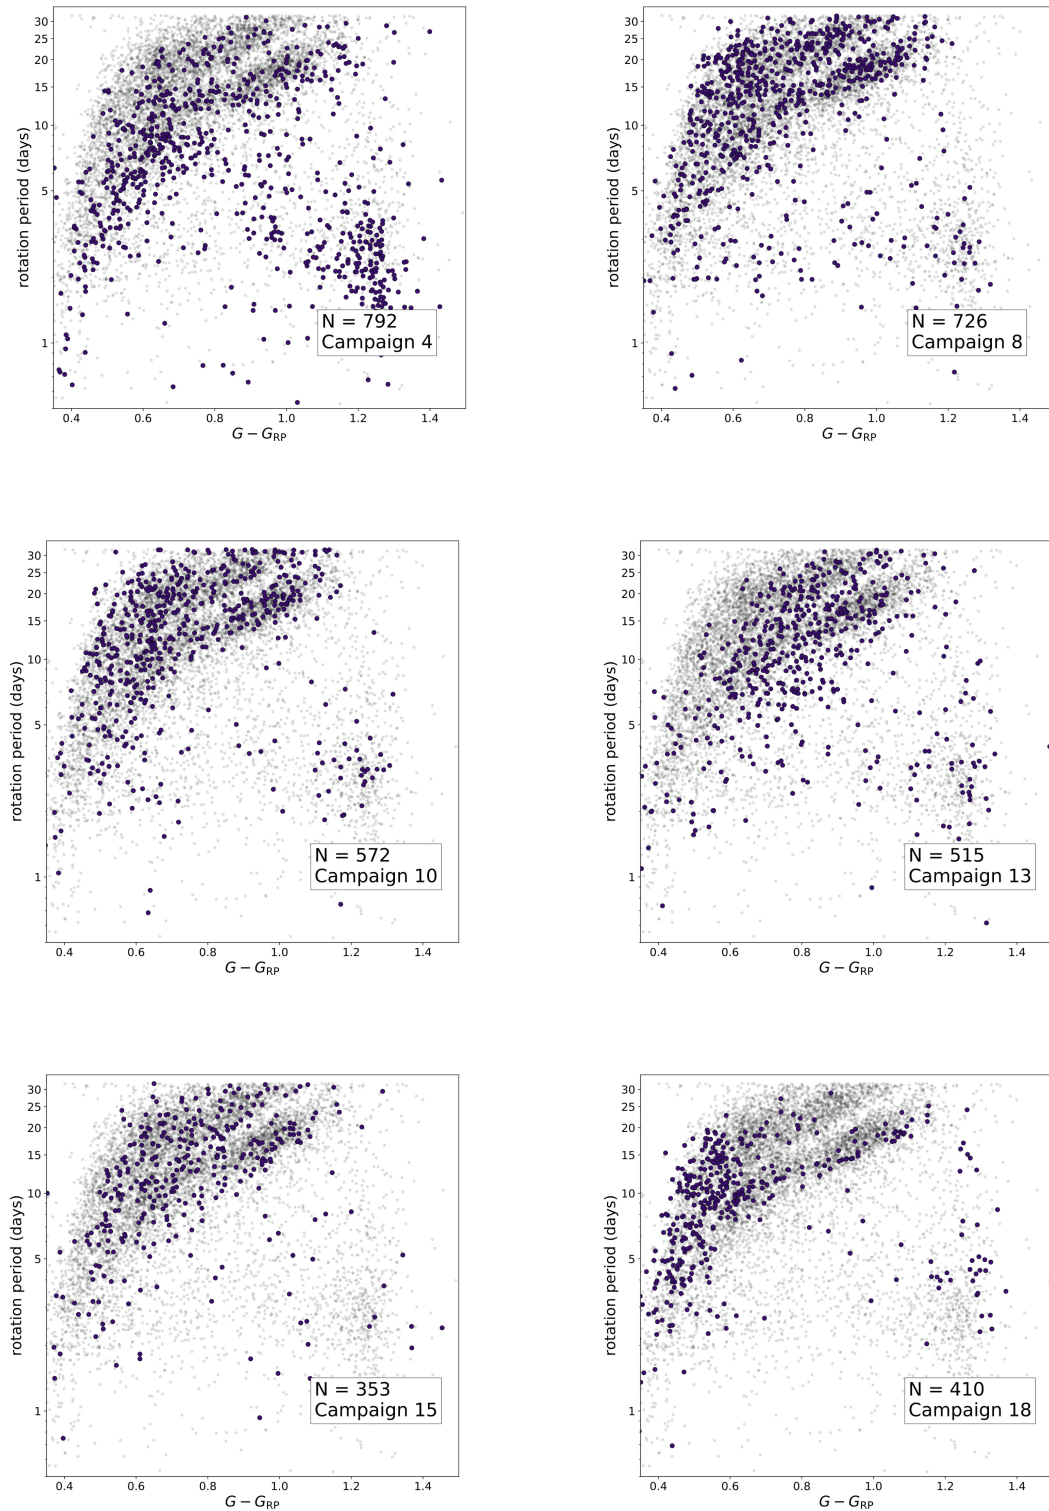 30
25
20
15
10
5
1
rotation period (days)
N = 792
Campaign 4
0.4 0.6 0.8 1.0 1.2 1.4
G − G_RP
30
25
20
15
10
5
1
rotation period (days)
N = 726
Campaign 8
0.4 0.6 0.8 1.0 1.2 1.4
G − G_RP
30
25
20
15
10
5
1
rotation period (days)
N = 572
Campaign 10
0.4 0.6 0.8 1.0 1.2 1.4
G − G_RP
30
25
20
15
10
5
1
rotation period (days)
N = 515
Campaign 13
0.4 0.6 0.8 1.0 1.2 1.4
G − G_RP
30
25
20
15
10
5
1
rotation period (days)
N = 353
Campaign 15
0.4 0.6 0.8 1.0 1.2 1.4
G − G_RP
30
25
20
15
10
5
1
rotation period (days)
N = 410
Campaign 18
0.4 0.6 0.8 1.0 1.2 1.4
G − G_RP